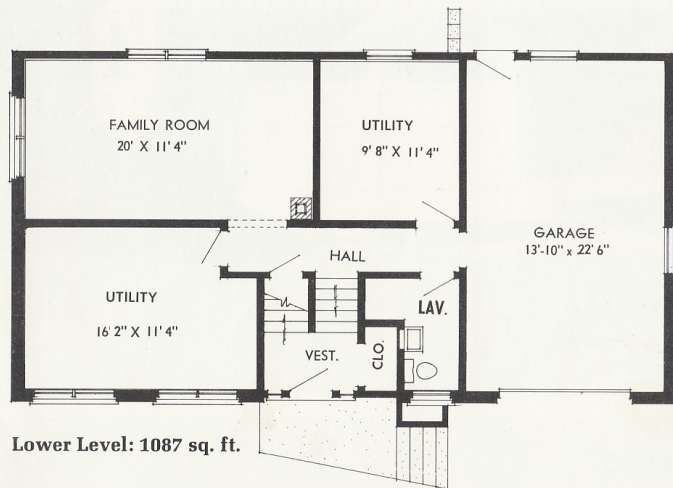 FAMILY ROOM
20' X 11' 4"
UTILITY
9' 8" X 11' 4"
GARAGE
13'-10" x 22' 6"
HALL
UTILITY
16' 2" X 11' 4"
LAV.
VEST.
CLO.
Lower Level: 1087 sq. ft.